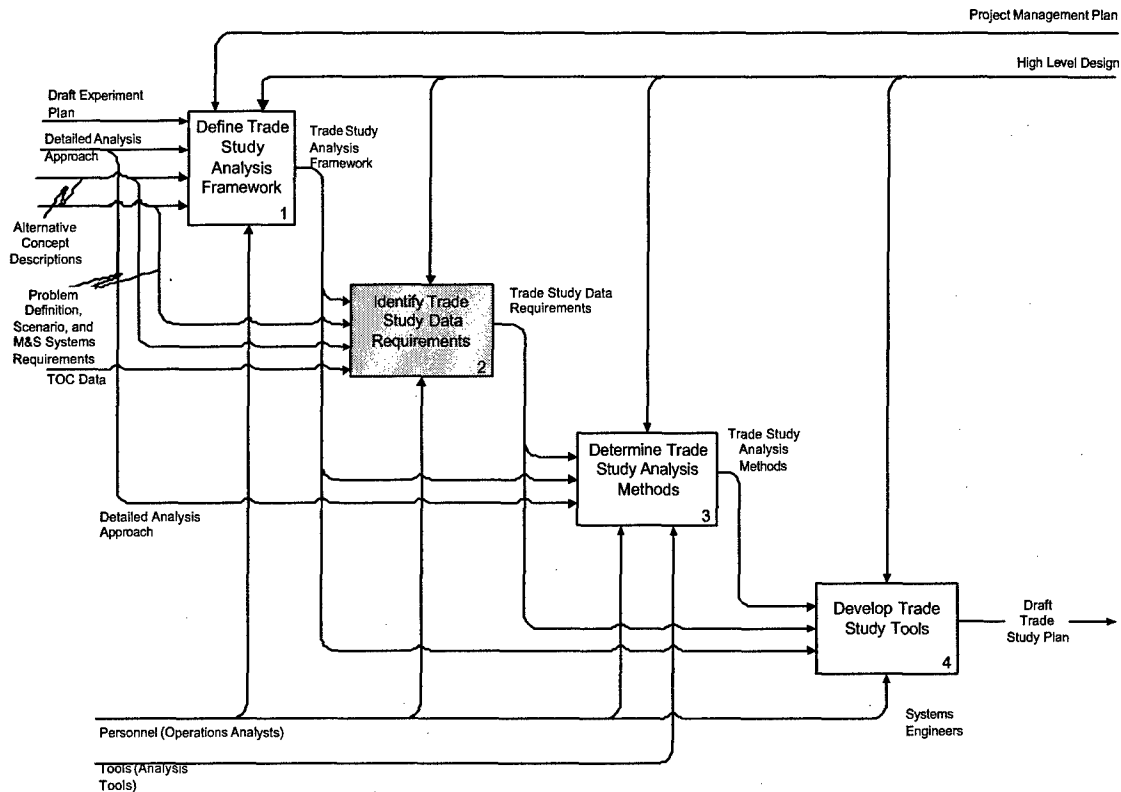 Project Management Plan
High Level Design
Draft Experiment
Plan
Detailed Analysis
Approach
Define Trade
Study
Analysis
Framework
1
Trade Study
Analysis
Framework
Alternative
Concept
Descriptions
Problem
Definition,
Scenario, and
M&S Systems
Requirements
TOC Data
Identify Trade
Study Data
Requirements
2
Trade Study Data
Requirements
Determine Trade
Study Analysis
Methods
3
Trade Study
Analysis
Methods
Detailed Analysis
Approach
Develop Trade
Study Tools
4
Draft
Trade
Study Plan
Systems
Engineers
Personnel (Operations Analysts)
Tools (Analysis
Tools)